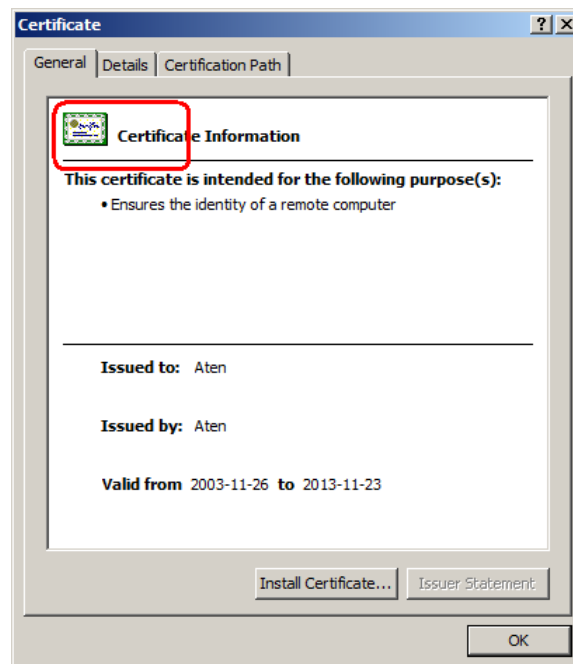 Certificate
General Details Certification Path
Certificate Information
This certificate is intended for the following purpose(s):
• Ensures the identity of a remote computer
Issued to: Aten
Issued by: Aten
Valid from 2003-11-26 to 2013-11-23
Install Certificate... Issuer Statement
OK